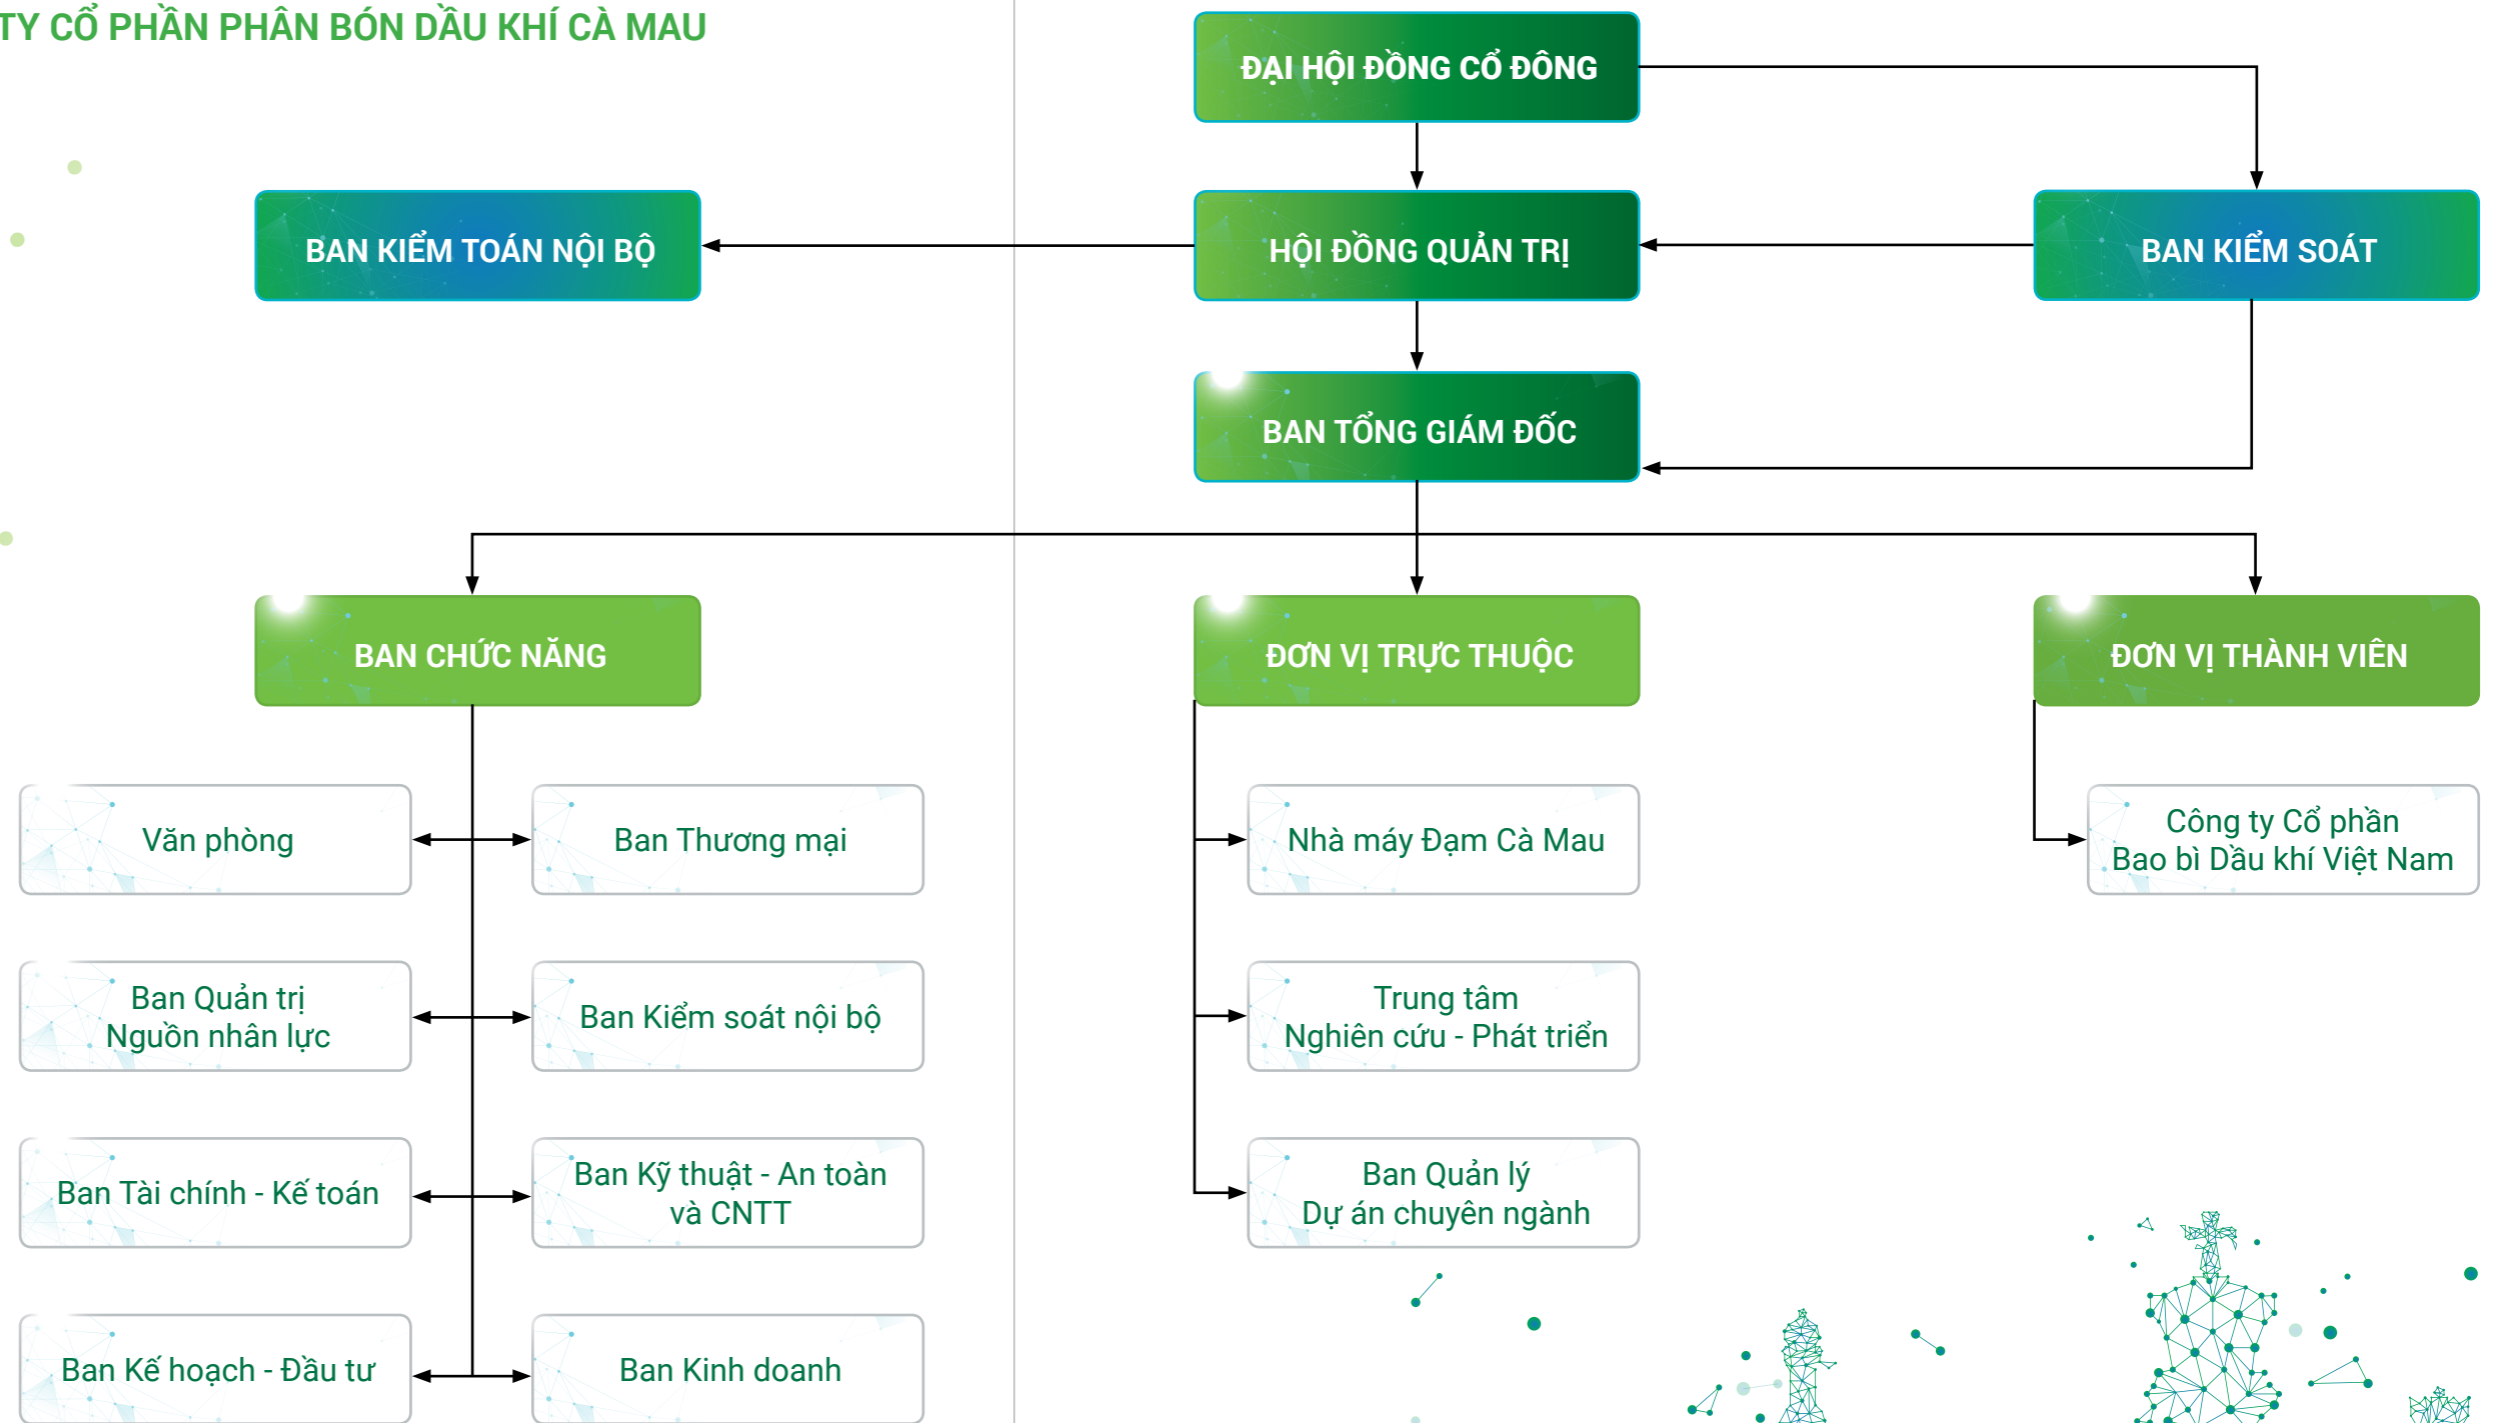 TY CỔ PHẦN PHÂN BÓN DẦU KHÍ CÀ MAU
ĐẠI HỘI ĐỒNG CỔ ĐÔNG
BAN KIỂM TOÁN NỘI BỘ
HỘI ĐỒNG QUẢN TRỊ
BAN KIỂM SOÁT
BAN TỔNG GIÁM ĐỐC
BAN CHỨC NĂNG
ĐƠN VỊ TRỰC THUỘC
ĐƠN VỊ THÀNH VIÊN
Văn phòng
Ban Thương mại
Nhà máy Đạm Cà Mau
Công ty Cổ phần
Bao bì Dầu khí Việt Nam
Ban Quản trị
Nguồn nhân lực
Ban Kiểm soát nội bộ
Trung tâm
Nghiên cứu - Phát triển
Ban Tài chính - Kế toán
Ban Kỹ thuật - An toàn
và CNTT
Ban Quản lý
Dự án chuyên ngành
Ban Kế hoạch - Đầu tư
Ban Kinh doanh